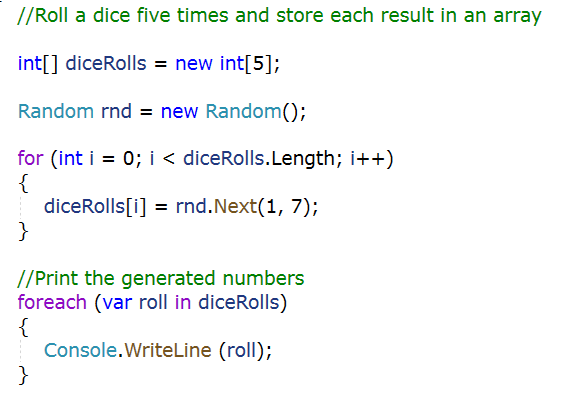 //Roll a dice five times and store each result in an array
int[] diceRolls = new int[5];
Random rnd = new Random();
for (int i = 0; i < diceRolls.Length; i++)
{
diceRolls[i] = rnd.Next(1, 7);
}
//Print the generated numbers
foreach (var roll in diceRolls)
{
Console.WriteLine (roll);
}